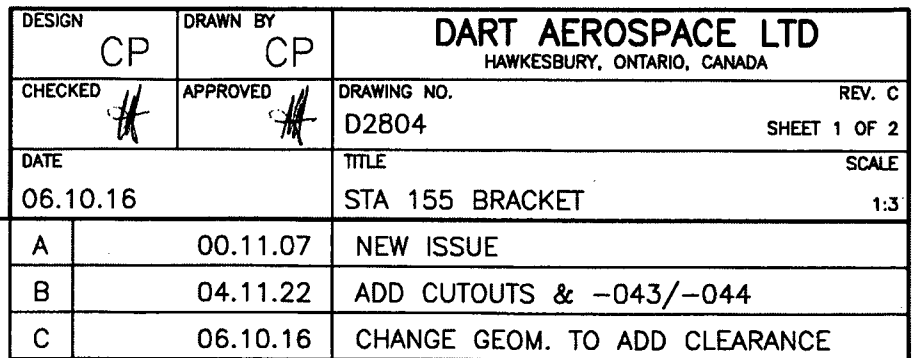 DESIGN
CP
DRAWN BY
CP
DART AEROSPACE LTD
HAWKESBURY, ONTARIO, CANADA
CHECKED
APPROVED
DRAWING NO.
REV. C
D2804
SHEET 1 OF 2
DATE
TITLE
SCALE
06.10.16
STA 155 BRACKET
1:3
A 00.11.07 NEW ISSUE
B 04.11.22 ADD CUTOUTS & -043/-044
C 06.10.16 CHANGE GEOM. TO ADD CLEARANCE